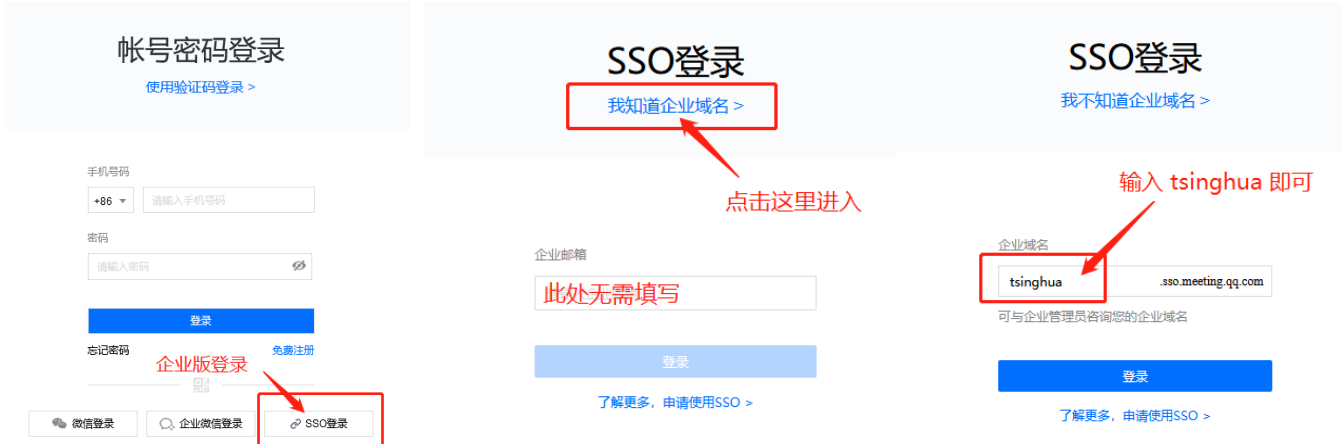 帐号密码登录
使用验证码登录 >
手机号码
+86
请输入手机号码
密码
请输入密码
登录
忘记密码
免费注册
企业版登录
微信登录
企业微信登录
SSO登录
SSO登录
我知道企业域名 >
点击这里进入
企业邮箱
此处无需填写
登录
了解更多，申请使用SSO >
SSO登录
我不知道企业域名 >
输入 tsinghua 即可
企业域名
tsinghua
.sso.meeting.qq.com
可与企业管理员咨询您的企业域名
登录
了解更多，申请使用SSO >